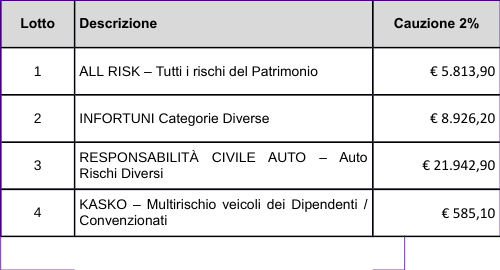 Lotto Descrizione Cauzione 2%
1 ALL RISK – Tutti i rischi del Patrimonio € 5.813,90
2 INFORTUNI Categorie Diverse € 8.926,20
3 RESPONSABILITÀ CIVILE AUTO – Auto Rischi Diversi € 21.942,90
4 KASKO – Multirischio veicoli dei Dipendenti / Convenzionati € 585,10